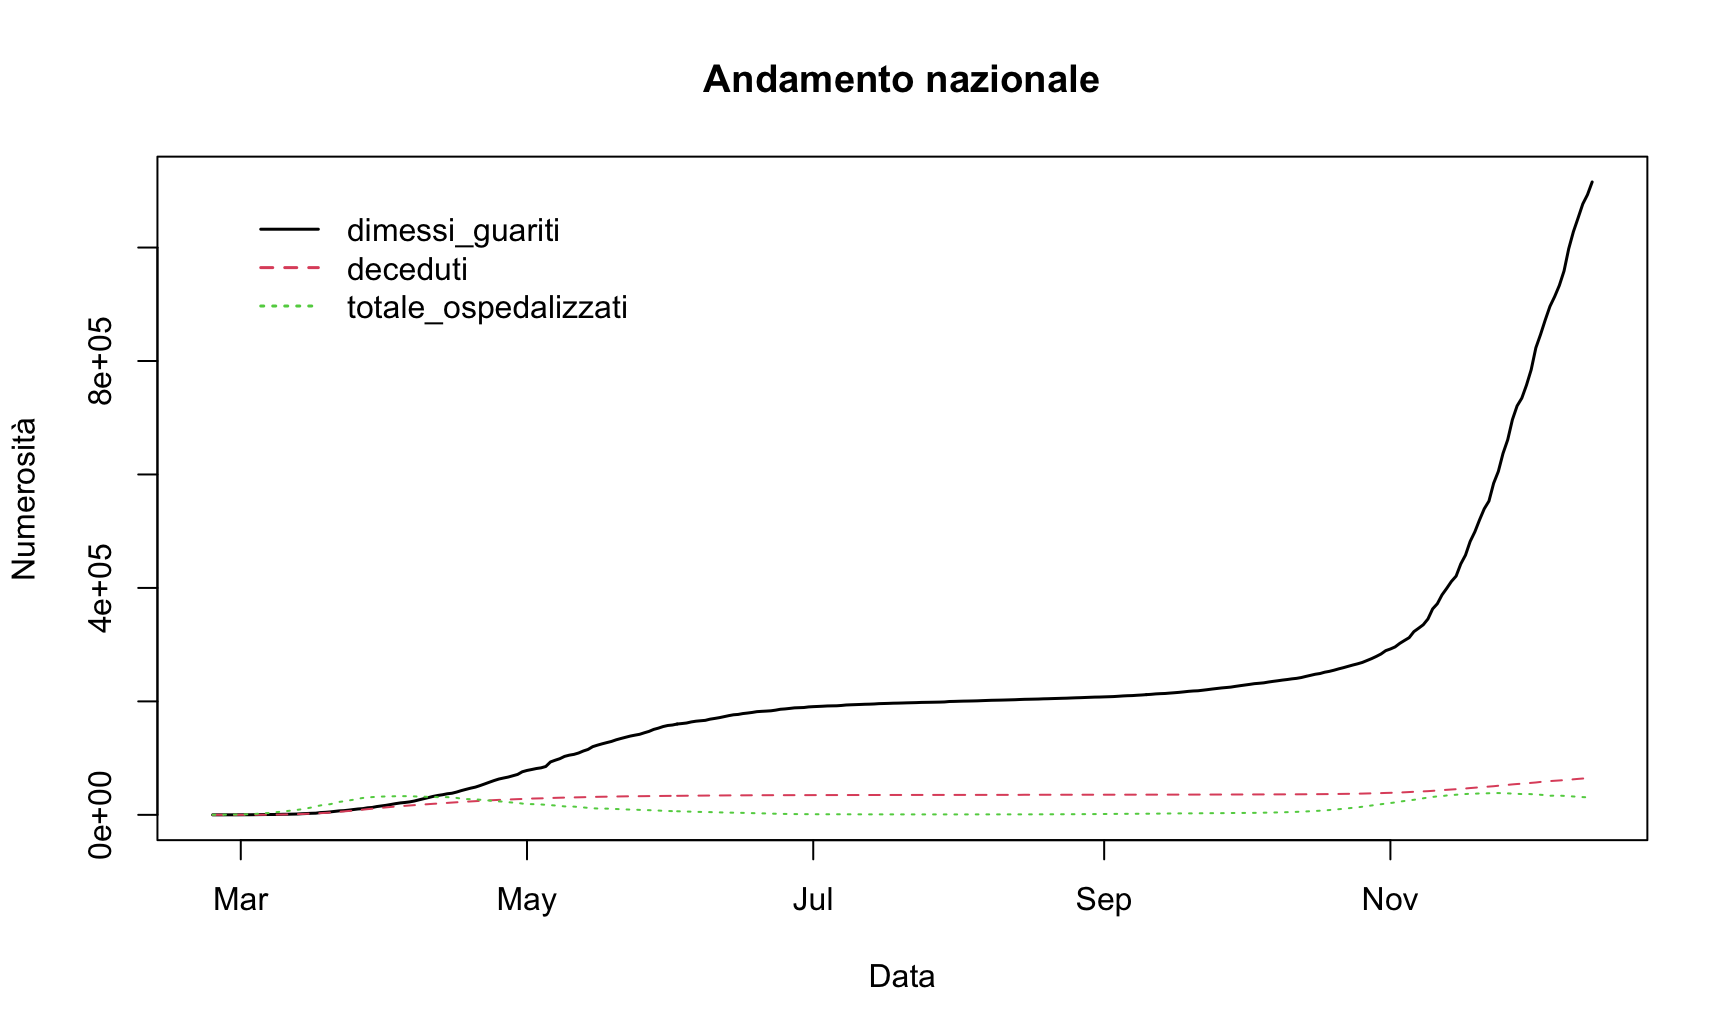 Andamento nazionale
dimessi_guariti
deceduti
totale_ospedalizzati
Numerosità
8e+05
4e+05
0e+00
Mar May Jul Sep Nov
Data